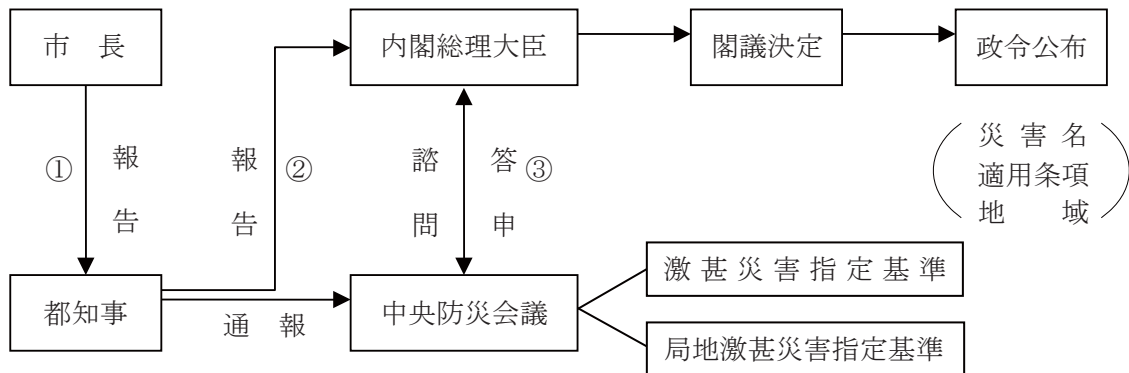 市　長
内閣総理大臣
閣議決定
政令公布
① 報告
報告 ②
諮問
答申 ③
災害名
適用条項
地　域
都知事
通　報
中央防災会議
激甚災害指定基準
局地激甚災害指定基準